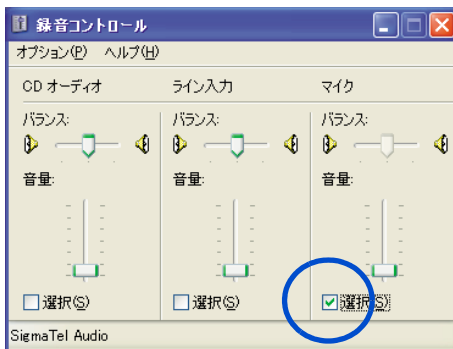 録音コントロール
オプション(P) ヘルプ(H)
CD オーディオ ライン入力 マイク
バランス: バランス: バランス:
音量: 音量: 音量:
選択(S) 選択(S) 選択(S)
SigmaTel Audio